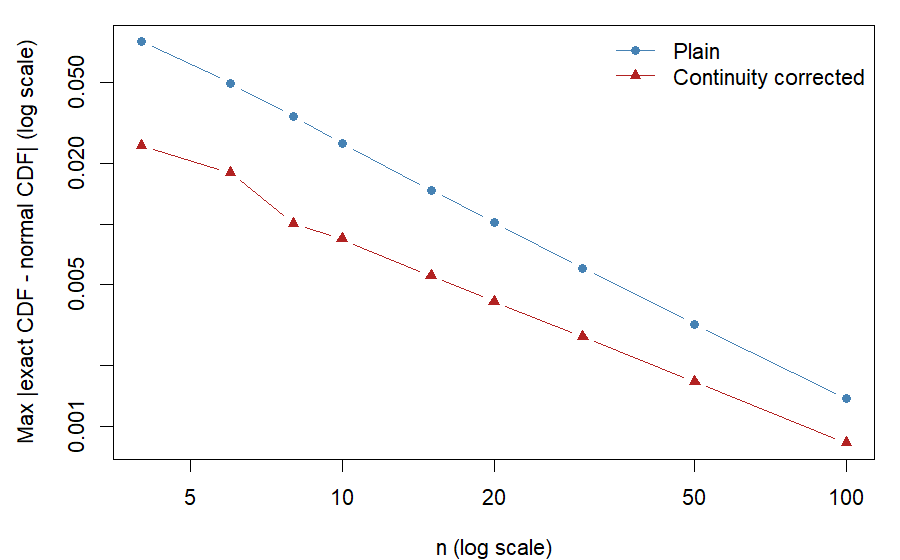 Plain
Continuity corrected
Max |exact CDF - normal CDF| (log scale)
0.050
0.020
0.005
0.001
5 10 20 50 100
n (log scale)